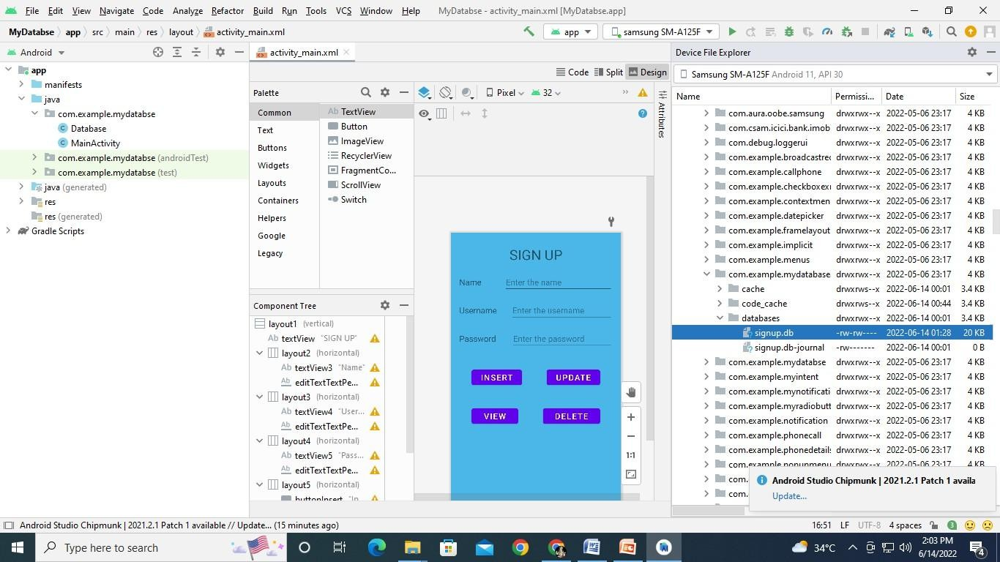 File Edit View Navigate Code Analyze Refactor Build Run Tools VCS Window Help MyDatabse - activity_main.xml [MyDatabse.app]
MyDatabse app src main res layout activity_main.xml app samsung SM-A125F
Android
app
manifests
java
com.example.mydatabse
Database
MainActivity
com.example.mydatabse (androidTest)
com.example.mydatabse (test)
java (generated)
res
res (generated)
Gradle Scripts
activity_main.xml
Code Split Design
Palette
Common
Text
Buttons
Widgets
Layouts
Containers
Helpers
Google
Legacy
Ab TextView
Button
ImageView
RecyclerView
FragmentCo...
ScrollView
Switch
Pixel 32
Attributes
Component Tree
layout1 (vertical)
Ab textView "SIGN UP"
layout2 (horizontal)
Ab textView3 "Name"
Ab editTextTextPe...
layout3 (horizontal)
Ab textView4 "User...
Ab editTextTextPe...
layout4 (horizontal)
Ab textView5 "Pass...
Ab editTextTextPe...
layout5 (horizontal)
buttonInsert "In
SIGN UP
Name Enter the name
Username Enter the username
Password Enter the password
INSERT UPDATE
VIEW DELETE
1:1
Device File Explorer
Samsung SM-A125F Android 11, API 30
Name Permissi... Date Size
com.aura.oobe.samsung drwxrwx--x 2022-05-06 23:17 4 KB
com.csam.icici.bank.imob drwxrwx--x 2022-05-06 23:17 4 KB
com.debug.loggerui drwxrwx--x 2022-05-06 23:17 4 KB
com.example.broadcastrec drwxrwx--x 2022-05-06 23:17 4 KB
com.example.callphone drwxrwx--x 2022-05-06 23:17 4 KB
com.example.checkboxex drwxrwx--x 2022-05-06 23:17 4 KB
com.example.contextmen drwxrwx--x 2022-05-06 23:17 4 KB
com.example.datepicker drwxrwx--x 2022-05-06 23:17 4 KB
com.example.framelayout drwxrwx--x 2022-05-06 23:17 4 KB
com.example.implicit drwxrwx--x 2022-05-06 23:17 4 KB
com.example.menus drwxrwx--x 2022-05-06 23:17 4 KB
com.example.mydatabase drwxrwx--x 2022-05-06 23:17 4 KB
cache drwxrws--x 2022-06-14 00:01 3.4 KB
code_cache drwxrws--x 2022-06-14 00:44 3.4 KB
databases drwxrwx--x 2022-06-14 00:01 3.4 KB
signup.db -rw-rw---- 2022-06-14 01:28 20 KB
signup.db-journal -rw------- 2022-06-14 00:01 0 B
com.example.mydatabse drwxrwx--x 2022-05-06 23:17 4 KB
com.example.myintent drwxrwx--x 2022-05-06 23:17 4 KB
com.example.mynotificati drwxrwx--x 2022-05-06 23:17 4 KB
com.example.myradiobutt drwxrwx--x 2022-05-06 23:17 4 KB
com.example.notification drwxrwx--x 2022-05-06 23:17 4 KB
com.example.phonecall drwxrwx--x 2022-05-06 23:17 4 KB
com.example.phonedetails drwxrwx--x 2022-05-06 23:17 4 KB
com.example.popupmenu drwxrwx--x 2022-05-06 23:17 4 KB
com.
com.
Android Studio Chipmunk | 2021.2.1 Patch 1 availa
Update...
Android Studio Chipmunk | 2021.2.1 Patch 1 available // Update... (15 minutes ago) 16:51 LF UTF-8 4 spaces 3
Type here to search 34°C 2:03 PM
6/14/2022 4